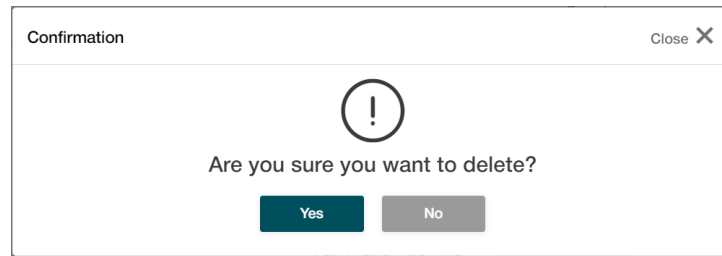 Confirmation
Close
Are you sure you want to delete?
Yes
No